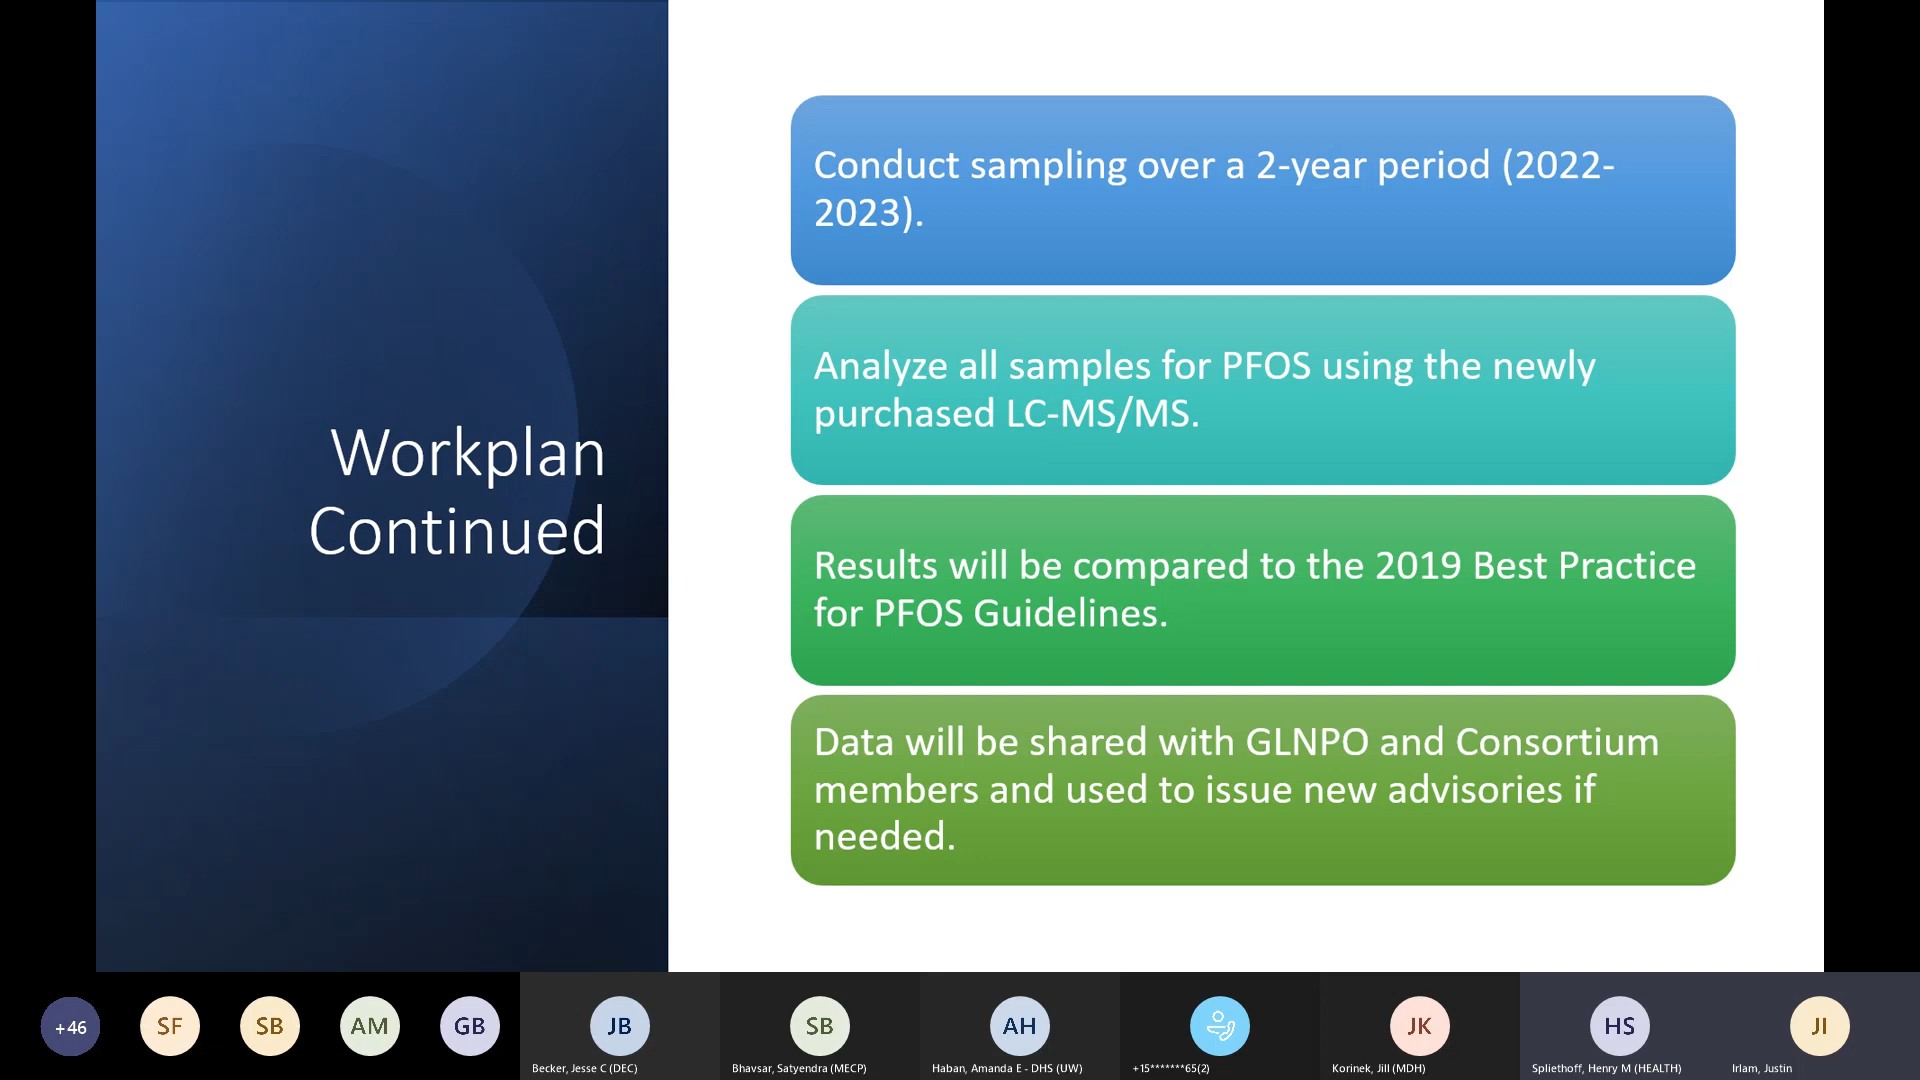 Workplan
Continued
Conduct sampling over a 2-year period (2022-
2023).
Analyze all samples for PFOS using the newly
purchased LC-MS/MS.
Results will be compared to the 2019 Best Practice
for PFOS Guidelines.
Data will be shared with GLNPO and Consortium
members and used to issue new advisories if
needed.
+46
SF
SB
AM
GB
JB
Becker, Jesse C (DEC)
SB
Bhavsar, Satyendra (MECP)
AH
Haban, Amanda E - DHS (UW)
+15*******65(2)
JK
Korinek, Jill (MDH)
HS
Spliethoff, Henry M (HEALTH)
JI
Irlam, Justin